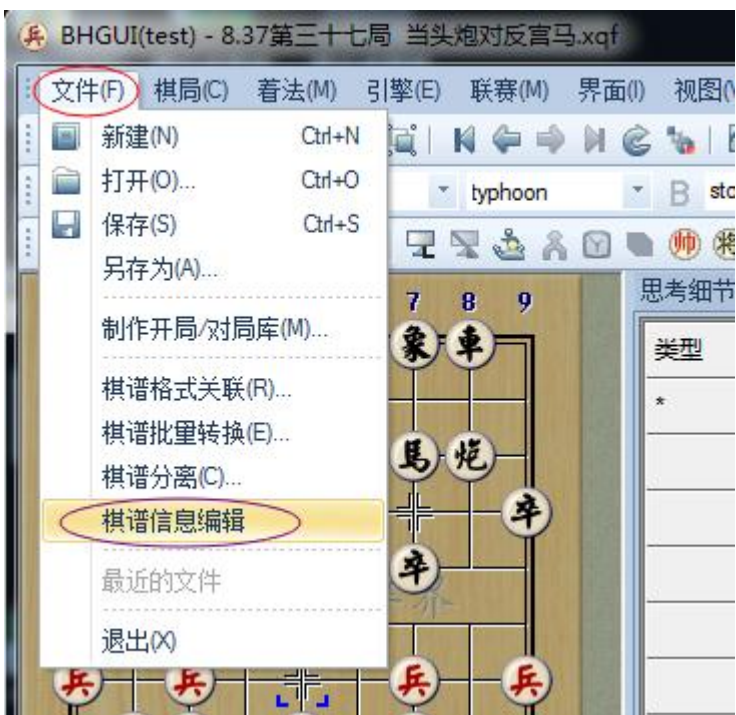 兵 BHGUI(test) - 8.37第三十七局 当头炮对反宫马.xqf
文件(F) 棋局(C) 着法(M) 引擎(E) 联赛(M) 界面(I) 视图(V
新建(N) Ctrl+N
打开(O)... Ctrl+O
typhoon B sto
保存(S) Ctrl+S
帅 将
另存为(A)...
思考细节
7 8 9
制作开局/对局库(M)...
象 車
类型
棋谱格式关联(R)...
*
棋谱批量转换(E)...
馬 炮
棋谱分离(C)...
棋谱信息编辑
卒
最近的文件
卒
界
退出(X)
兵 兵 兵 兵